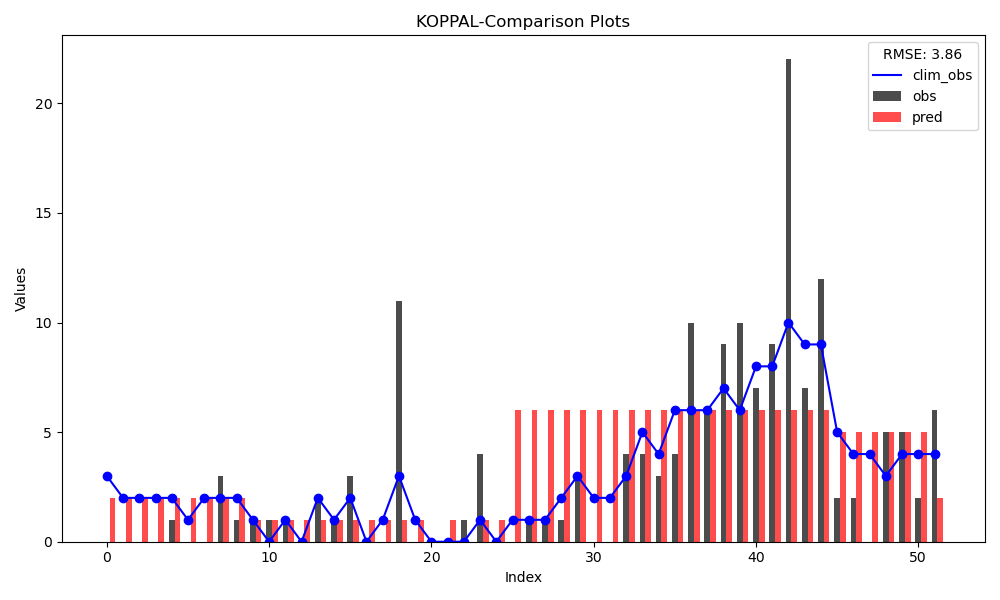 KOPPAL-Comparison Plots
RMSE: 3.86
clim_obs
obs
pred
Values
20
15
10
5
0
0 10 20 30 40 50
Index